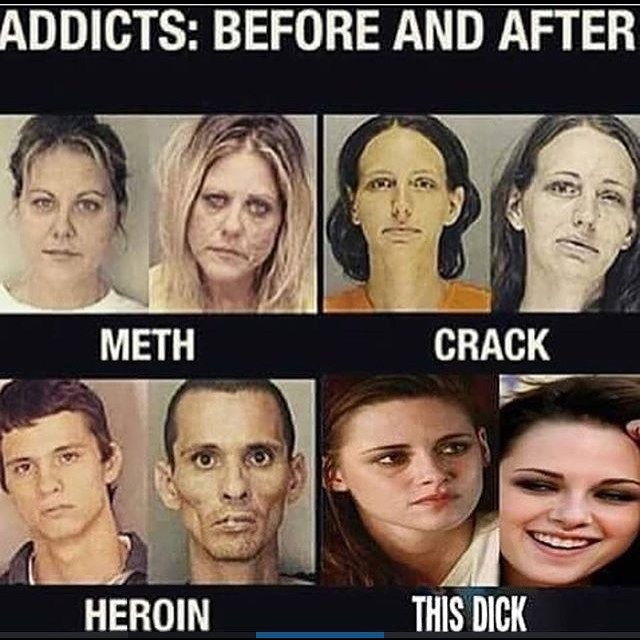 ADDICTS: BEFORE AND AFTER
METH
CRACK
HEROIN
THIS DICK